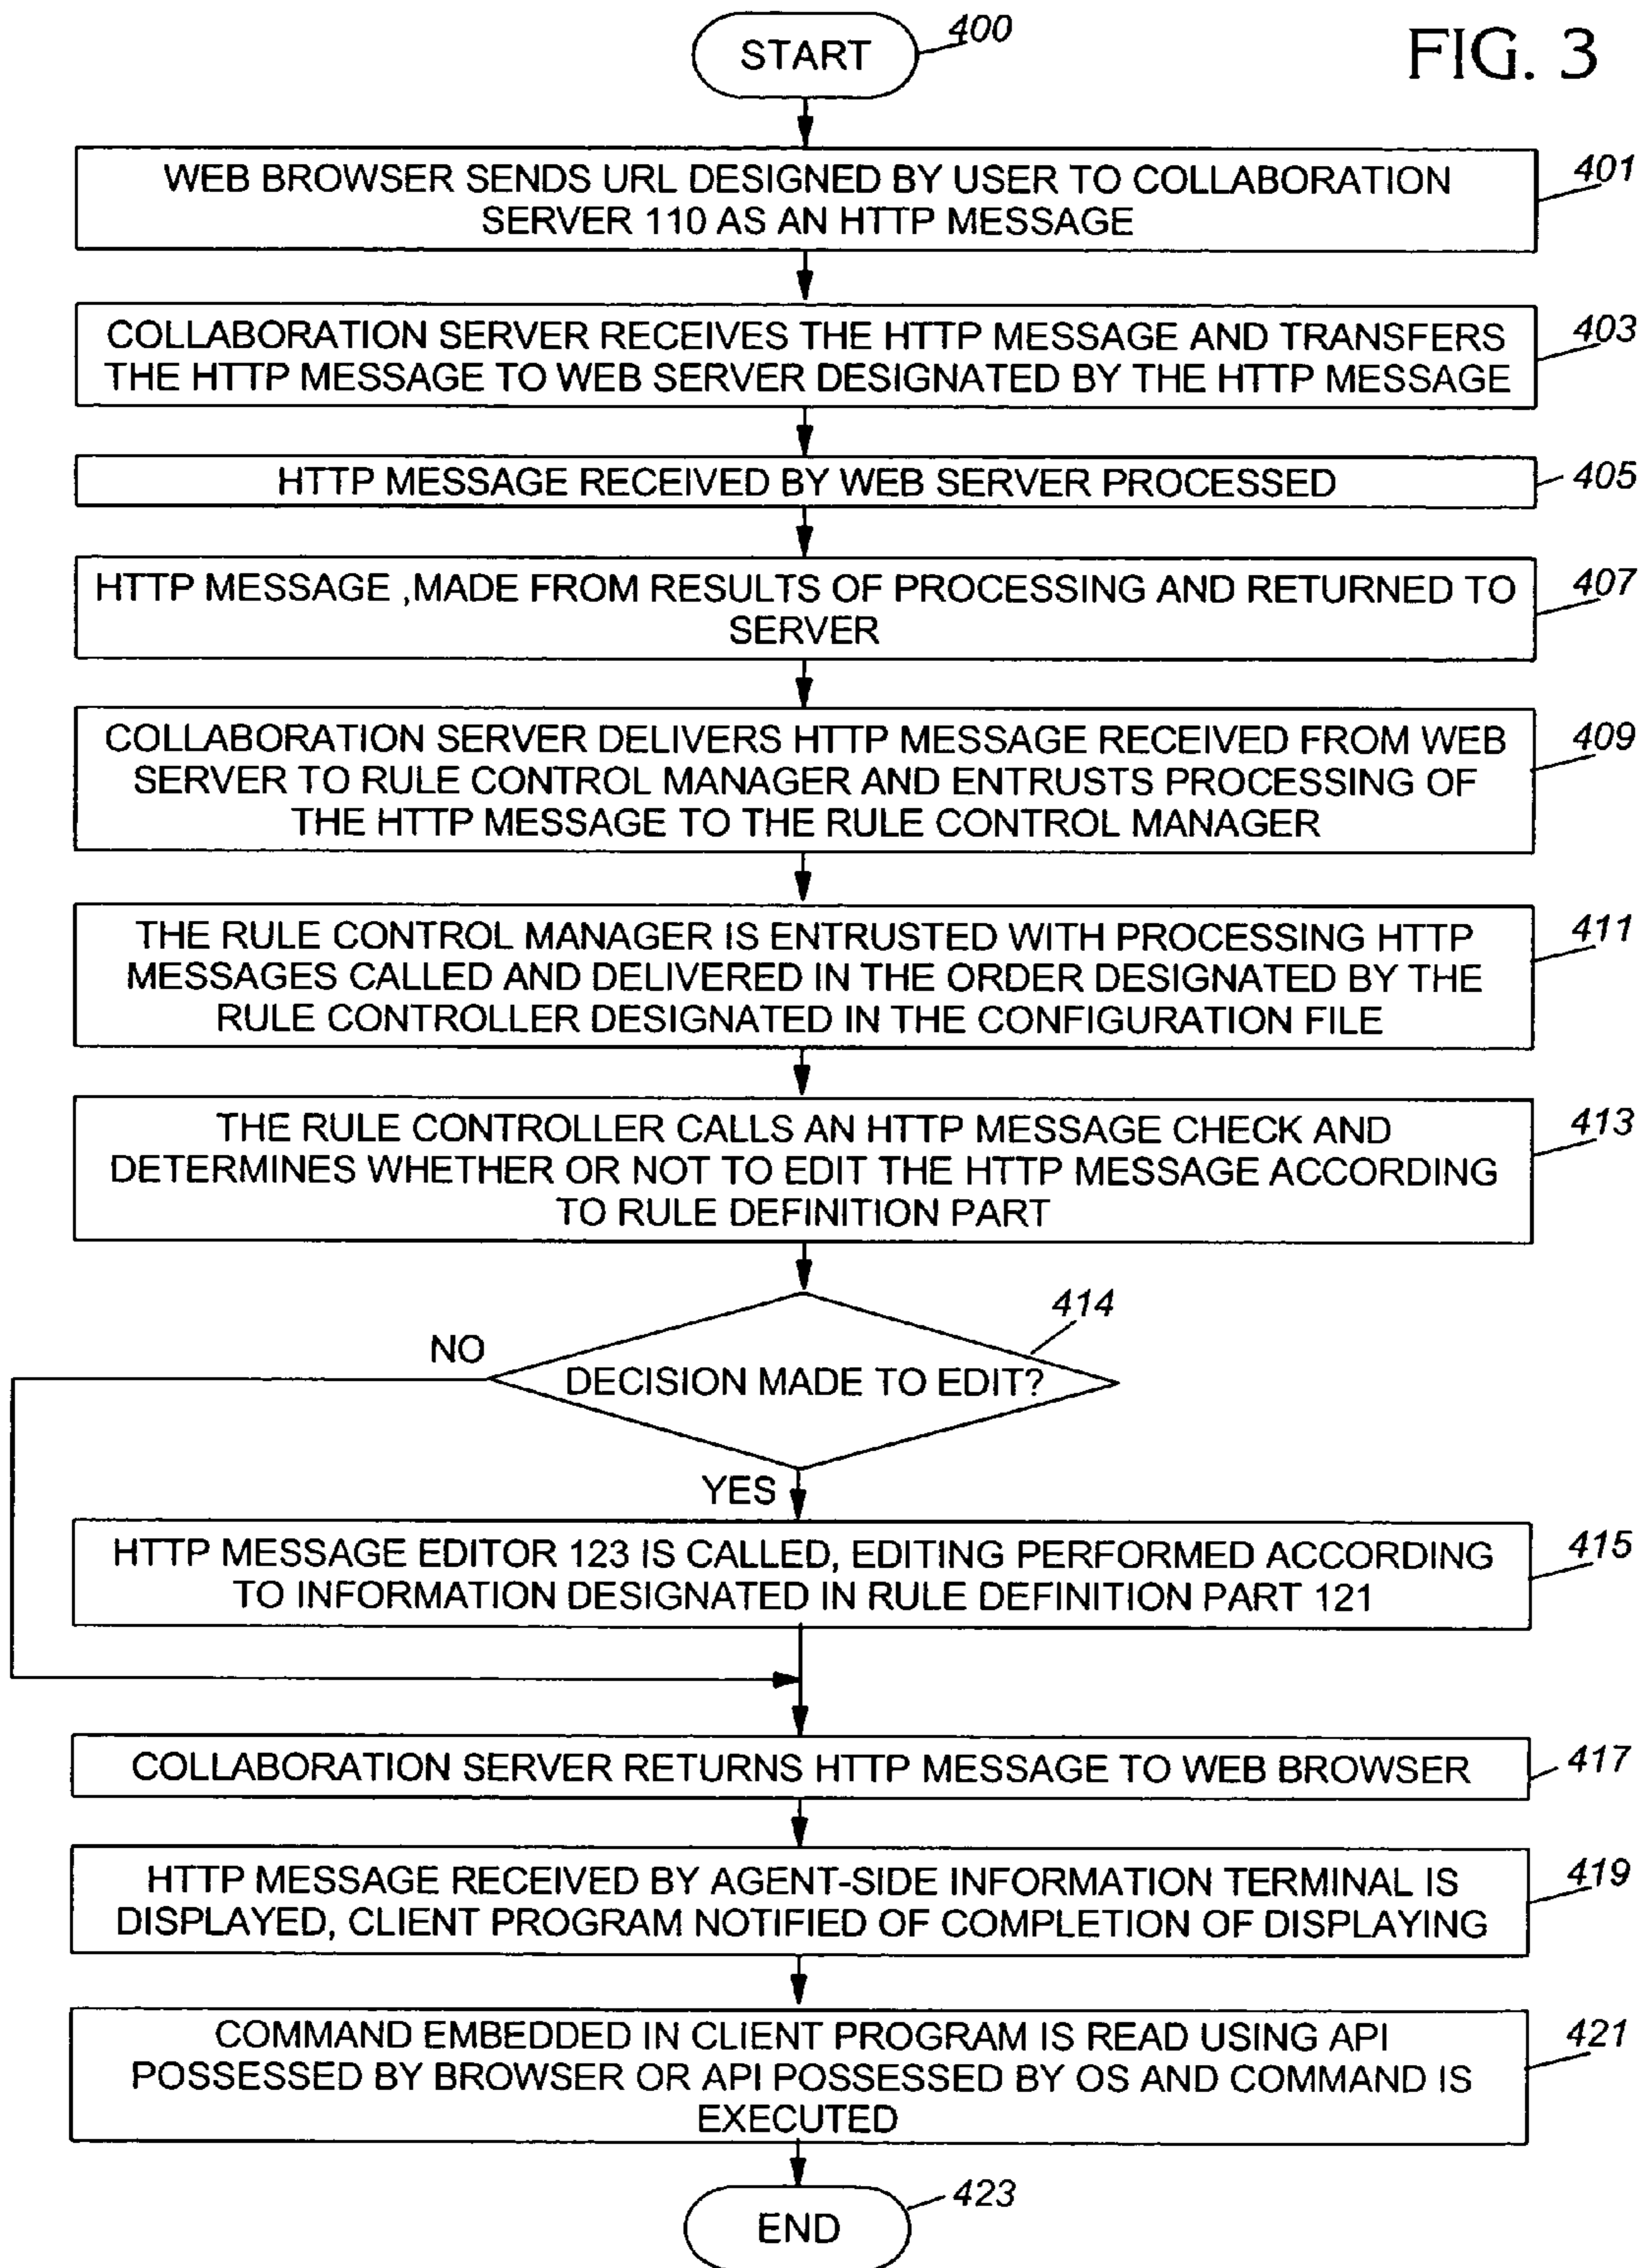 START
400
FIG. 3
WEB BROWSER SENDS URL DESIGNED BY USER TO COLLABORATION
SERVER 110 AS AN HTTP MESSAGE
401
COLLABORATION SERVER RECEIVES THE HTTP MESSAGE AND TRANSFERS
THE HTTP MESSAGE TO WEB SERVER DESIGNATED BY THE HTTP MESSAGE
403
HTTP MESSAGE RECEIVED BY WEB SERVER PROCESSED
405
HTTP MESSAGE ,MADE FROM RESULTS OF PROCESSING AND RETURNED TO
SERVER
407
COLLABORATION SERVER DELIVERS HTTP MESSAGE RECEIVED FROM WEB
SERVER TO RULE CONTROL MANAGER AND ENTRUSTS PROCESSING OF
THE HTTP MESSAGE TO THE RULE CONTROL MANAGER
409
THE RULE CONTROL MANAGER IS ENTRUSTED WITH PROCESSING HTTP
MESSAGES CALLED AND DELIVERED IN THE ORDER DESIGNATED BY THE
RULE CONTROLLER DESIGNATED IN THE CONFIGURATION FILE
411
THE RULE CONTROLLER CALLS AN HTTP MESSAGE CHECK AND
DETERMINES WHETHER OR NOT TO EDIT THE HTTP MESSAGE ACCORDING
TO RULE DEFINITION PART
413
414
NO
DECISION MADE TO EDIT?
YES
HTTP MESSAGE EDITOR 123 IS CALLED, EDITING PERFORMED ACCORDING
TO INFORMATION DESIGNATED IN RULE DEFINITION PART 121
415
COLLABORATION SERVER RETURNS HTTP MESSAGE TO WEB BROWSER
417
HTTP MESSAGE RECEIVED BY AGENT-SIDE INFORMATION TERMINAL IS
DISPLAYED, CLIENT PROGRAM NOTIFIED OF COMPLETION OF DISPLAYING
419
COMMAND EMBEDDED IN CLIENT PROGRAM IS READ USING API
POSSESSED BY BROWSER OR API POSSESSED BY OS AND COMMAND IS
EXECUTED
421
423
END